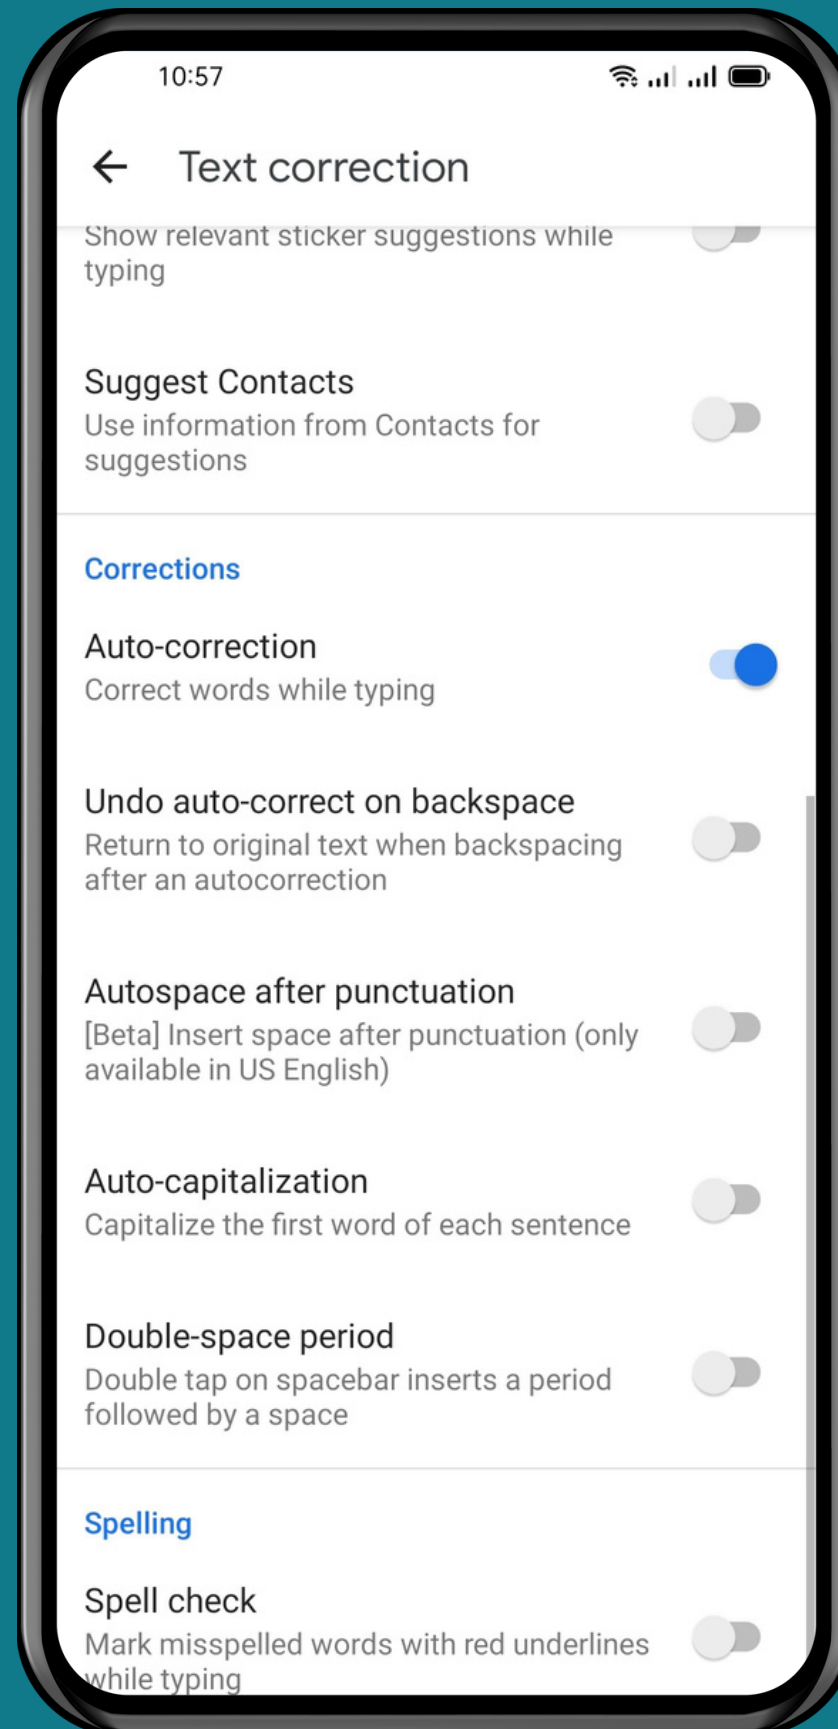 10:57
Text correction
Show relevant sticker suggestions while
typing
Suggest Contacts
Use information from Contacts for
suggestions
Corrections
Auto-correction
Correct words while typing
Undo auto-correct on backspace
Return to original text when backspacing
after an autocorrection
Autospace after punctuation
[Beta] Insert space after punctuation (only
available in US English)
Auto-capitalization
Capitalize the first word of each sentence
Double-space period
Double tap on spacebar inserts a period
followed by a space
Spelling
Spell check
Mark misspelled words with red underlines
while typing